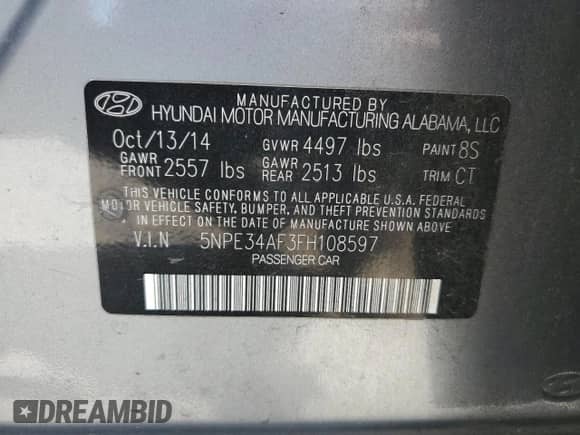 MANUFACTURED BY
HYUNDAI MOTOR MANUFACTURING ALABAMA, LLC
Oct/13/14 GVWR 4497 lbs PAINT 8S
GAWR FRONT 2557 lbs GAWR REAR 2513 lbs TRIM CT
THIS VEHICLE CONFORMS TO ALL APPLICABLE U.S.A. FEDERAL
MOTOR VEHICLE SAFETY, BUMPER, AND THEFT PREVENTION STANDARDS
IN EFFECT ON THE DATE OF MANUFACTURE SHOWN ABOVE.
V.I.N 5NPE34AF3FH108597
PASSENGER CAR
DREAMBID